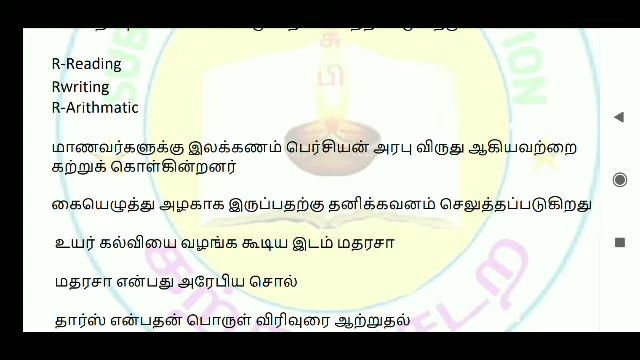 R-Reading
Rwriting
R-Arithmatic
மாணவர்களுக்கு இலக்கணம் பெர்சியன் அரபு விருது ஆகியவற்றை
கற்றுக் கொள்கின்றனர்
கையெழுத்து அழகாக இருப்பதற்கு தனிக்கவனம் செலுத்தப்படுகிறது
உயர் கல்வியை வழங்க கூடிய இடம் மதரசா
மதரசா என்பது அரேபிய சொல்
தார்ஸ் என்பதன் பொருள் விரிவுரை ஆற்றுதல்